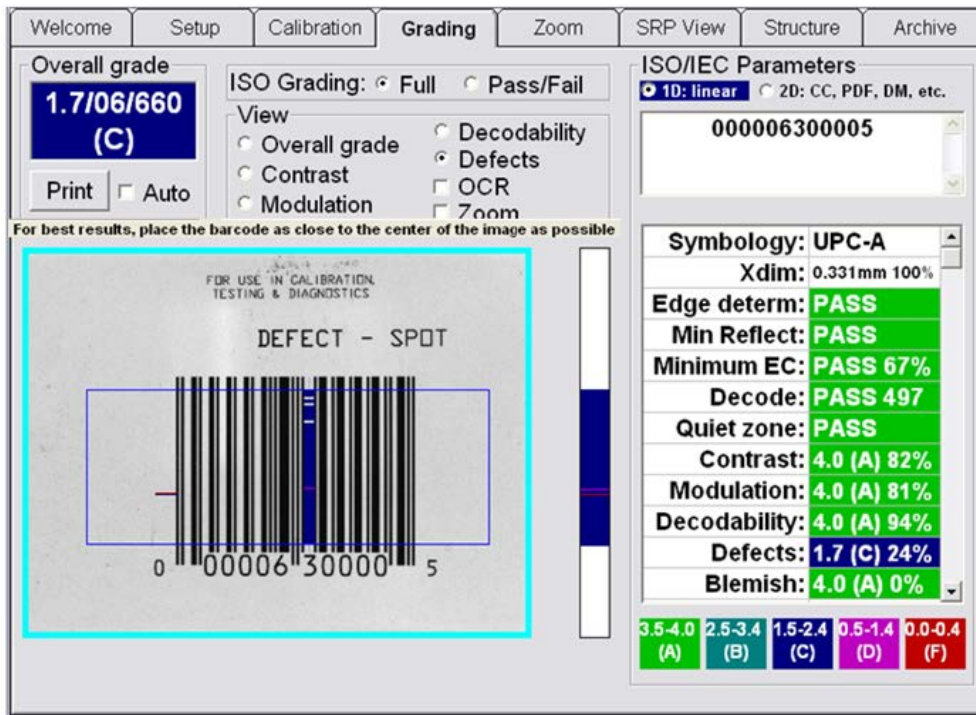 Welcome Setup Calibration Grading Zoom SRP View Structure Archive
Overall grade
1.7/06/660
(C)
Print Auto
ISO Grading: Full Pass/Fail
View
Overall grade
Contrast
Modulation
Decodability
Defects
OCR
Zoom
For best results, place the barcode as close to the center of the image as possible
FOR USE IN CALIBRATION,
TESTING & DIAGNOSTICS
DEFECT - SPOT
0 00006 30000 5
ISO/IEC Parameters
1D: linear 2D: CC, PDF, DM, etc.
000006300005
Symbology: UPC-A
Xdim: 0.331mm 100%
Edge determ: PASS
Min Reflect: PASS
Minimum EC: PASS 67%
Decode: PASS 497
Quiet zone: PASS
Contrast: 4.0 (A) 82%
Modulation: 4.0 (A) 81%
Decodability: 4.0 (A) 94%
Defects: 1.7 (C) 24%
Blemish: 4.0 (A) 0%
3.5-4.0 2.5-3.4 1.5-2.4 0.5-1.4 0.0-0.4
(A) (B) (C) (D) (F)